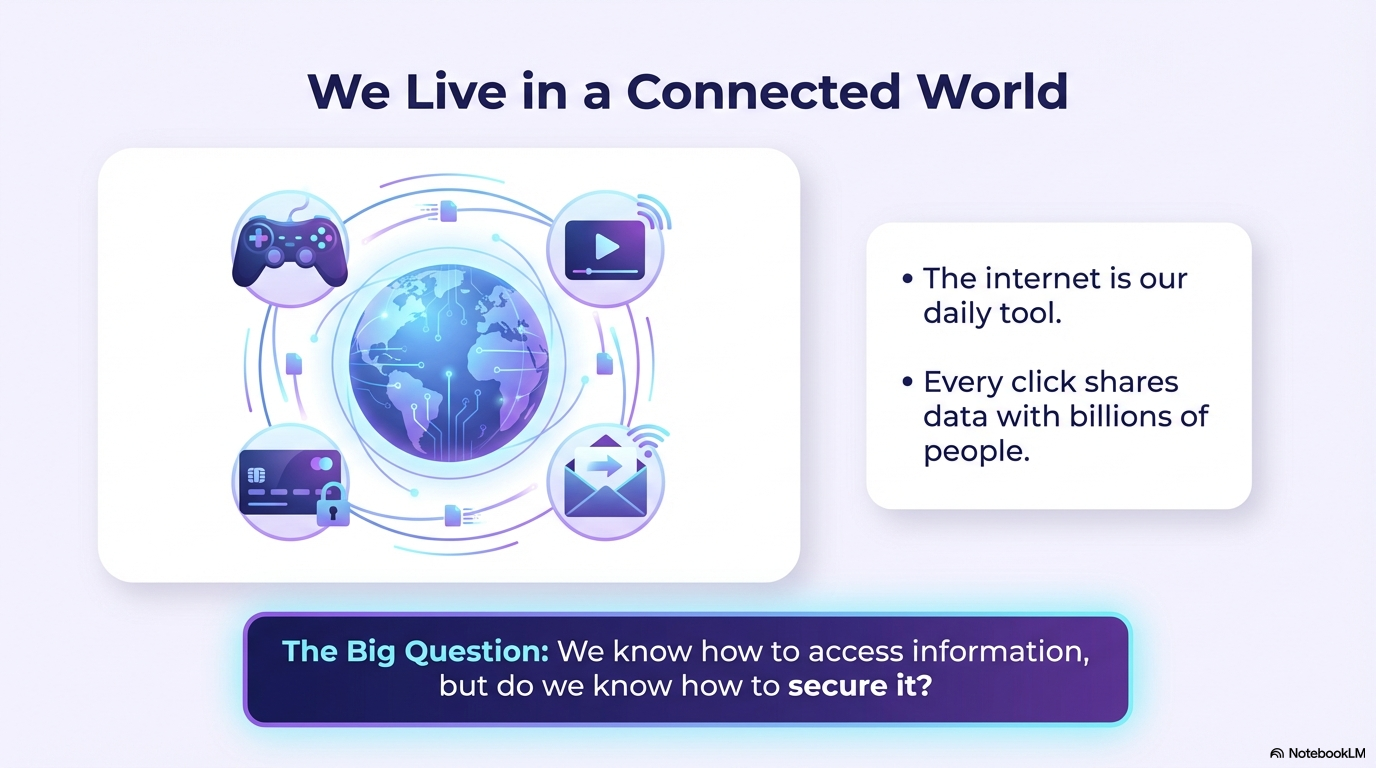 We Live in a Connected World
• The internet is our
daily tool.
• Every click shares
data with billions of
people.
The Big Question: We know how to access information,
but do we know how to secure it?
NotebookLM